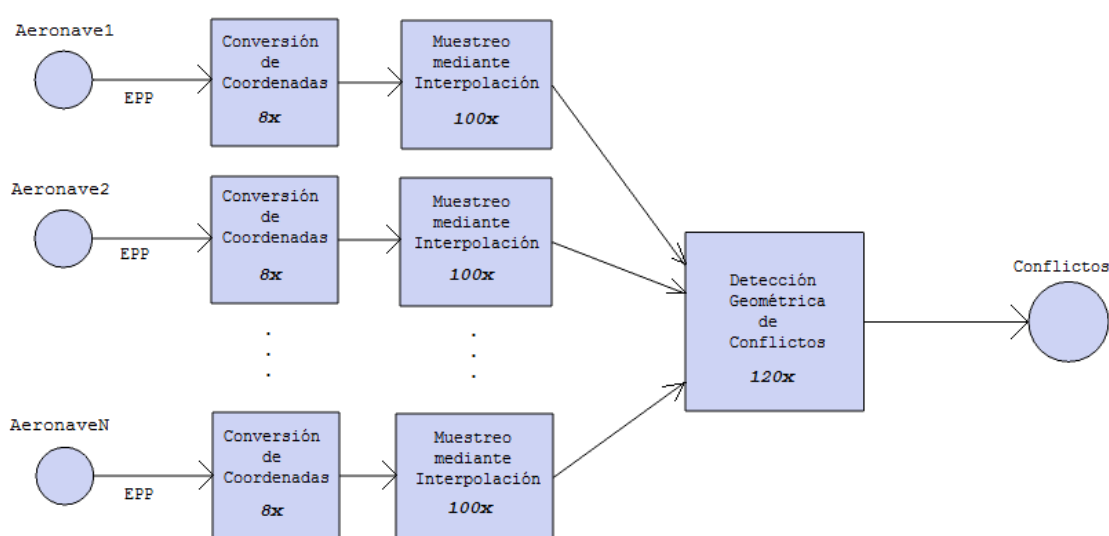 Aeronave1
EPP
Conversión
de
Coordenadas
8x
Muestreo
mediante
Interpolación
100x
Aeronave2
EPP
Conversión
de
Coordenadas
8x
Muestreo
mediante
Interpolación
100x
.
.
.
.
.
.
AeronaveN
EPP
Conversión
de
Coordenadas
8x
Muestreo
mediante
Interpolación
100x
Detección
Geométrica
de
Conflictos
120x
Conflictos